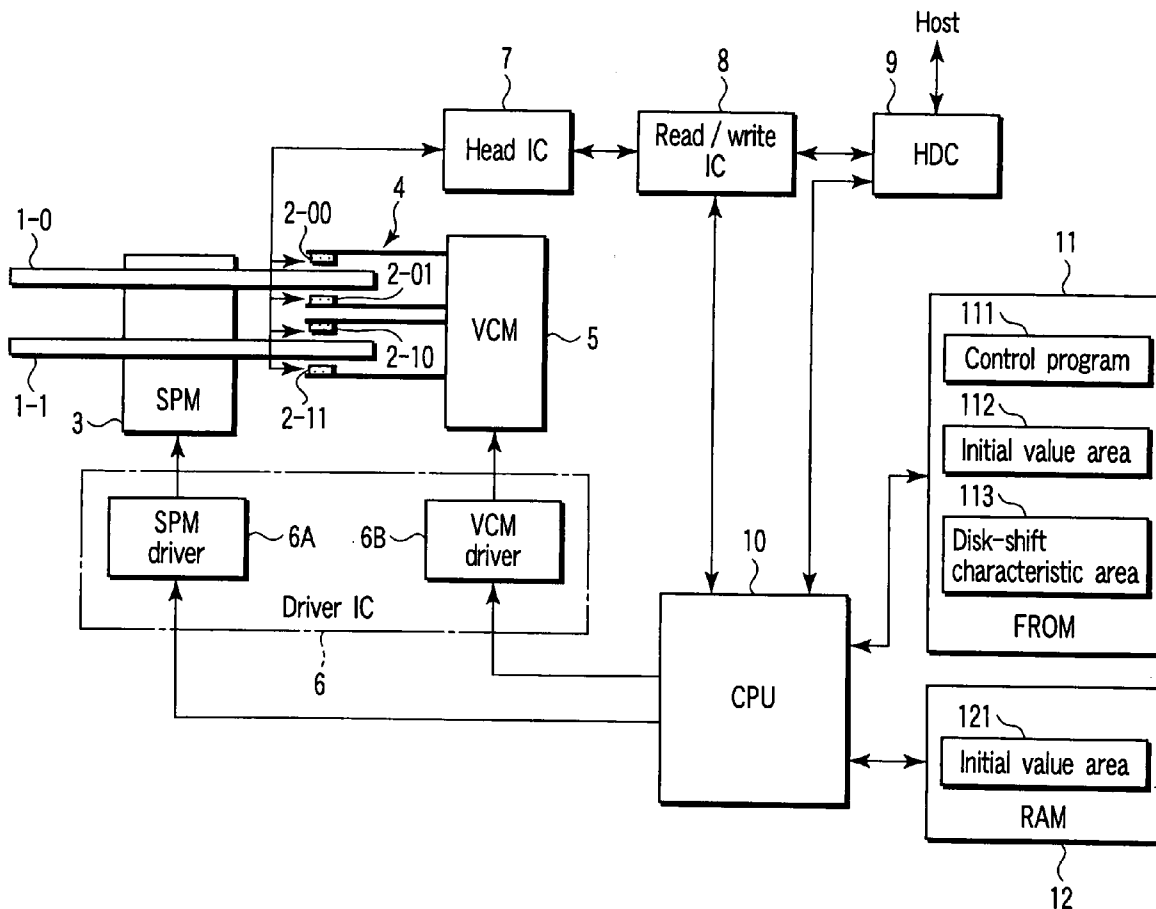 Host
7
8
9
Head IC
Read / write
IC
HDC
4
2-00
1-0
2-01
11
111
Control program
VCM
5
2-10
1-1
SPM
2-11
3
112
Initial value area
113
Disk-shift
characteristic area
FROM
SPM
driver
6A
6B
VCM
driver
10
Driver IC
6
CPU
121
Initial value area
RAM
12